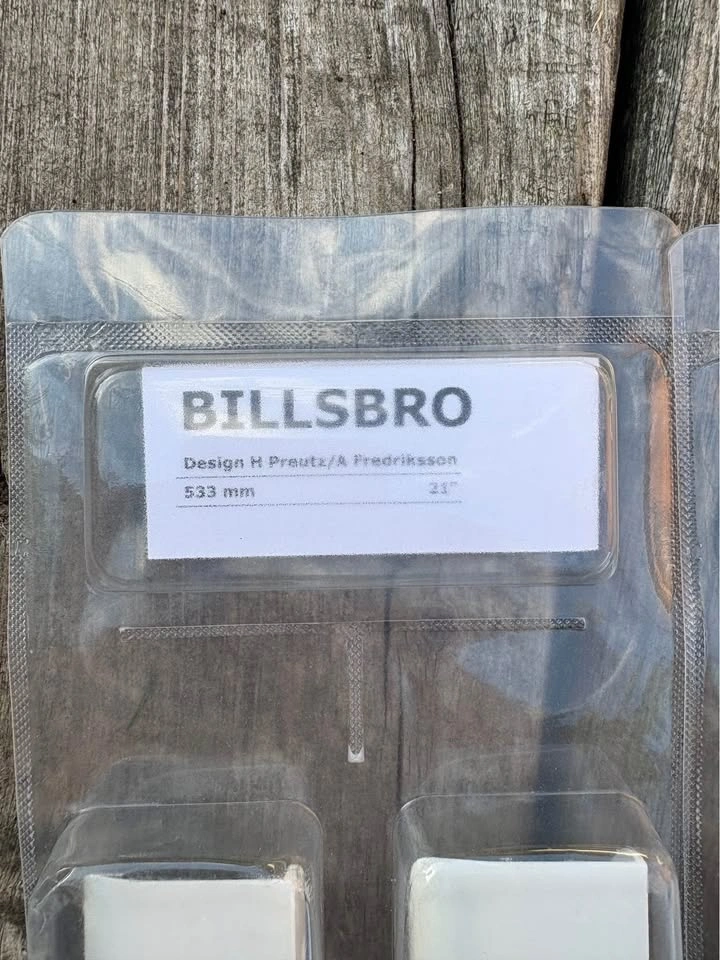 BILLSBRO
Design H Preutz/A Fredriksson
533 mm 21"